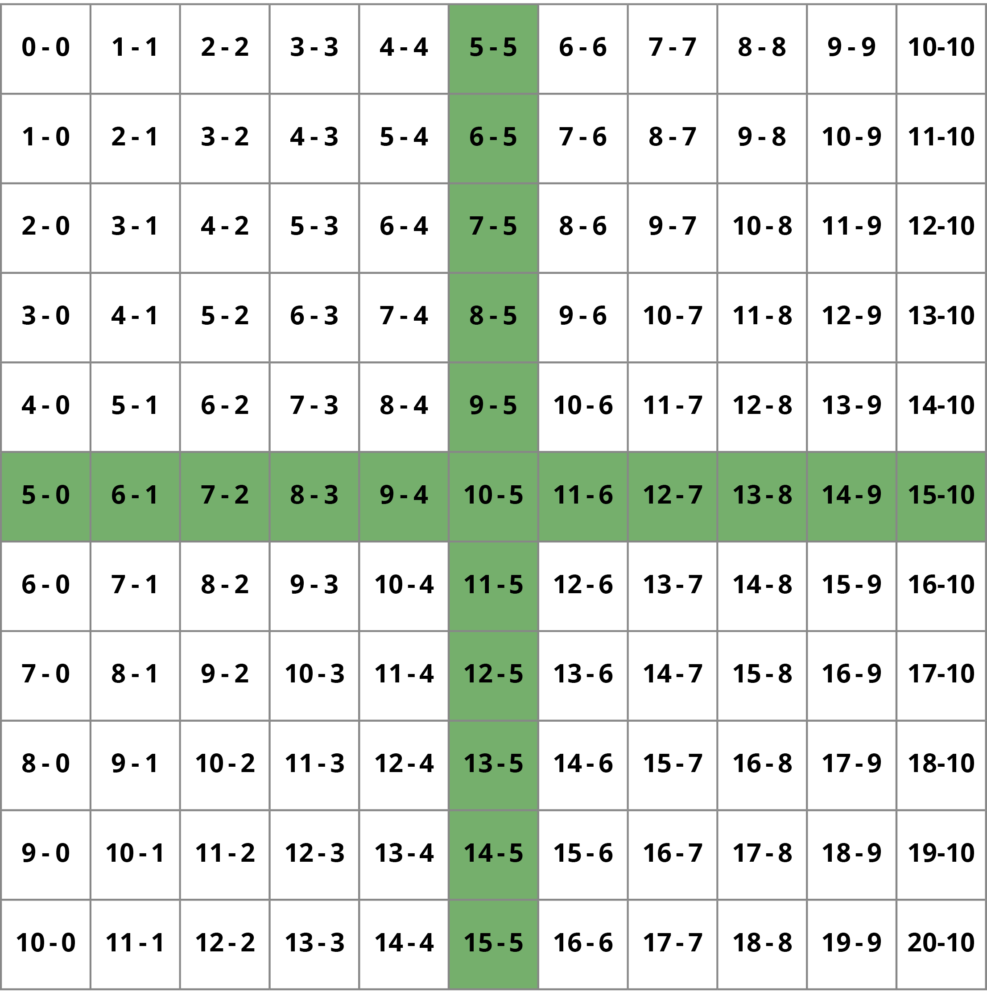 0 - 0 1 - 1 2 - 2 3 - 3 4 - 4 5 - 5 6 - 6 7 - 7 8 - 8 9 - 9 10-10
1 - 0 2 - 1 3 - 2 4 - 3 5 - 4 6 - 5 7 - 6 8 - 7 9 - 8 10 - 9 11-10
2 - 0 3 - 1 4 - 2 5 - 3 6 - 4 7 - 5 8 - 6 9 - 7 10 - 8 11 - 9 12-10
3 - 0 4 - 1 5 - 2 6 - 3 7 - 4 8 - 5 9 - 6 10 - 7 11 - 8 12 - 9 13-10
4 - 0 5 - 1 6 - 2 7 - 3 8 - 4 9 - 5 10 - 6 11 - 7 12 - 8 13 - 9 14-10
5 - 0 6 - 1 7 - 2 8 - 3 9 - 4 10 - 5 11 - 6 12 - 7 13 - 8 14 - 9 15-10
6 - 0 7 - 1 8 - 2 9 - 3 10 - 4 11 - 5 12 - 6 13 - 7 14 - 8 15 - 9 16-10
7 - 0 8 - 1 9 - 2 10 - 3 11 - 4 12 - 5 13 - 6 14 - 7 15 - 8 16 - 9 17-10
8 - 0 9 - 1 10 - 2 11 - 3 12 - 4 13 - 5 14 - 6 15 - 7 16 - 8 17 - 9 18-10
9 - 0 10 - 1 11 - 2 12 - 3 13 - 4 14 - 5 15 - 6 16 - 7 17 - 8 18 - 9 19-10
10 - 0 11 - 1 12 - 2 13 - 3 14 - 4 15 - 5 16 - 6 17 - 7 18 - 8 19 - 9 20-10